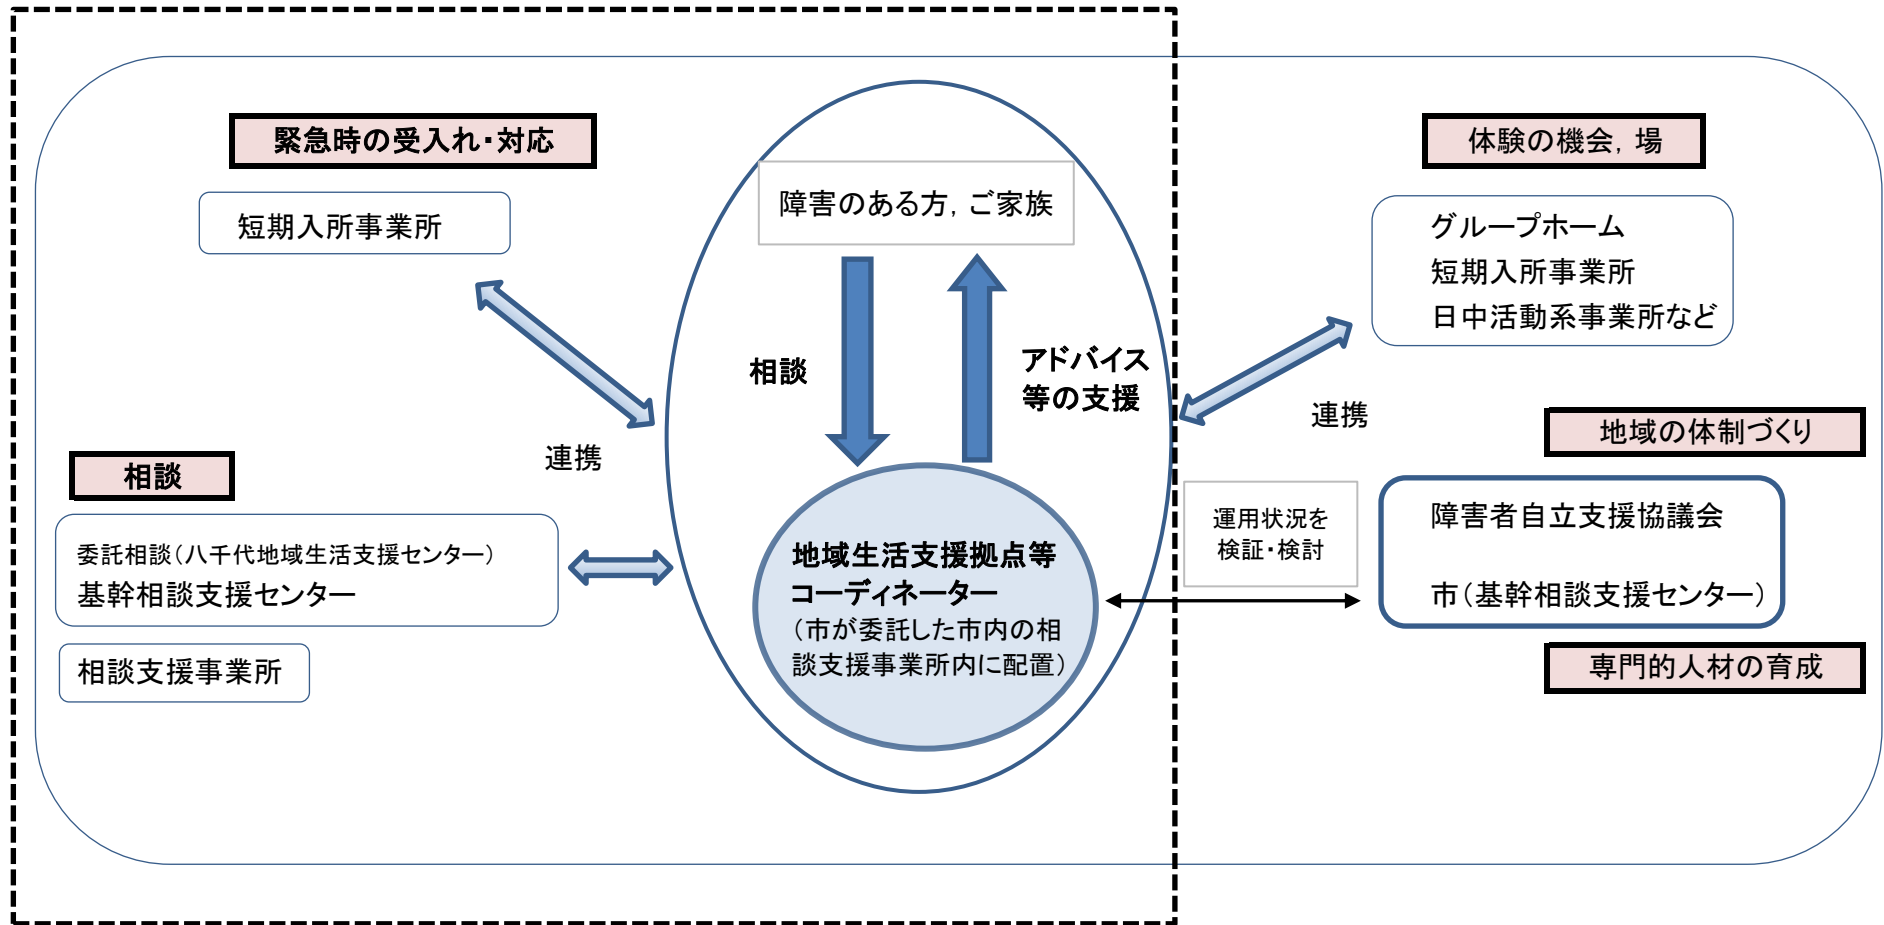 緊急時の受入れ・対応
短期入所事業所
連携
相談
委託相談（八千代地域生活支援センター）
基幹相談支援センター
相談支援事業所
障害のある方，ご家族
相談
アドバイス
等の支援
地域生活支援拠点等
コーディネーター
（市が委託した市内の相
談支援事業所内に配置）
体験の機会，場
グループホーム
短期入所事業所
日中活動系事業所など
連携
地域の体制づくり
運用状況を
検証・検討
障害者自立支援協議会
市（基幹相談支援センター）
専門的人材の育成